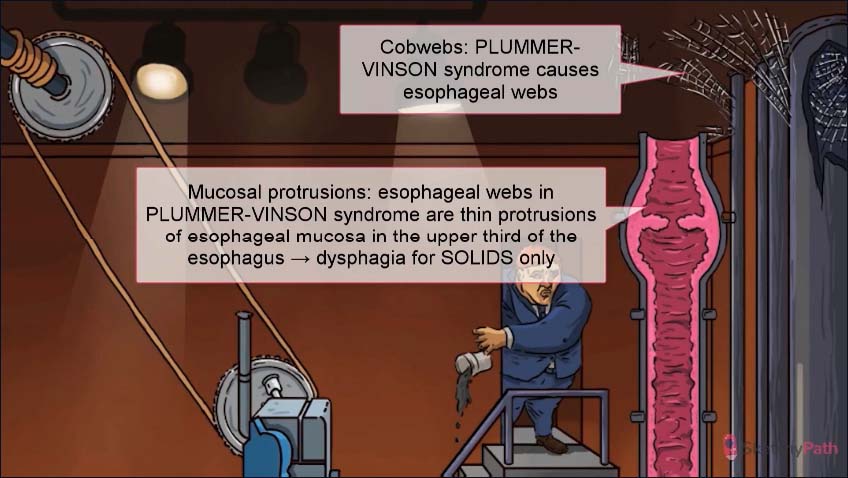 Cobwebs: PLUMMER-
VINSON syndrome causes
esophageal webs
Mucosal protrusions: esophageal webs in
PLUMMER-VINSON syndrome are thin protrusions
of esophageal mucosa in the upper third of the
esophagus → dysphagia for SOLIDS only
SketchyPath